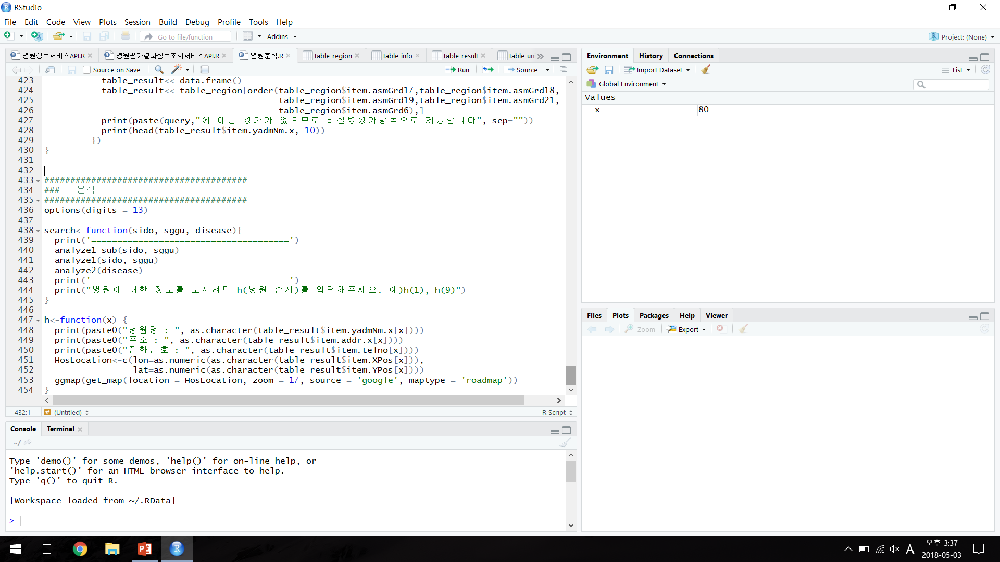 RStudio
File Edit Code View Plots Session Build Debug Profile Tools Help
Go to file/function Addins Project: (None)
병원정보서비스API.R 병원평가결과정보조회서비스API.R 병원분석.R table_region table_info table_result table_un
Source on Save Run Source
423 table_result<<-data.frame()
424 table_result<<-table_region[order(table_region$item.asmGrd17,table_region$item.asmGrd18,
425 table_region$item.asmGrd19,table_region$item.asmGrd21,
426 table_region$item.asmGrd6),]
427 print(paste(query,"에 대한 평가가 없으므로 비질병평가항목으로 제공합니다", sep=""))
428 print(head(table_result$item.yadmNm.x, 10))
429 })
430 }
431
432
433 #######################################
434 ### 분석
435 #######################################
436 options(digits = 13)
437
438 search<-function(sido, sggu, disease){
439 print('======================================')
440 analyze1_sub(sido, sggu)
441 analyze1(sido, sggu)
442 analyze2(disease)
443 print('======================================')
444 print("병원에 대한 정보를 보시려면 h(병원 순서)를 입력해주세요. 예)h(1), h(9)")
445 }
446
447 h<-function(x) {
448 print(paste0("병원명 : ", as.character(table_result$item.yadmNm.x[x])))
449 print(paste0("주소 : ", as.character(table_result$item.addr.x[x])))
450 print(paste0("전화번호 : ", as.character(table_result$item.telno[x])))
451 HosLocation<-c(lon=as.numeric(as.character(table_result$item.XPos[x])),
452 lat=as.numeric(as.character(table_result$item.YPos[x])))
453 ggmap(get_map(location = HosLocation, zoom = 17, source = 'google', maptype = 'roadmap'))
454 }
432:1 # (Untitled) R Script
Console Terminal
~/
Type 'demo()' for some demos, 'help()' for on-line help, or
'help.start()' for an HTML browser interface to help.
Type 'q()' to quit R.
[Workspace loaded from ~/.RData]
>
Environment History Connections
Import Dataset List
Global Environment
Values
x 80
Files Plots Packages Help Viewer
Zoom Export
A 오후 3:37
2018-05-03